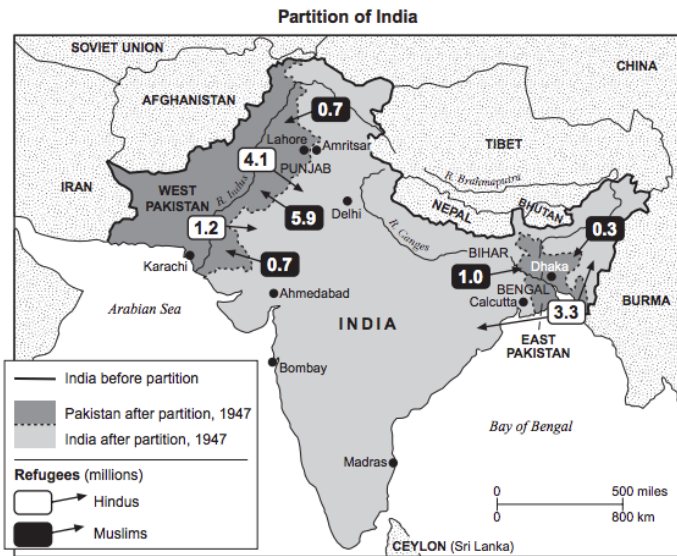 Partition of India
SOVIET UNION
CHINA
AFGHANISTAN
0.7
Lahore
Amritsar
TIBET
4.1
PUNJAB
R. Brahmaputra
IRAN
WEST
PAKISTAN
R. Indus
5.9
Delhi
NEPAL
BHUTAN
1.2
R. Ganges
0.3
BIHAR
Karachi
0.7
1.0
Dhaka
Arabian Sea
Ahmedabad
BENGAL
Calcutta
3.3
BURMA
INDIA
EAST
PAKISTAN
India before partition
Bombay
Pakistan after partition, 1947
India after partition, 1947
Bay of Bengal
Refugees (millions)
Madras
Hindus
0 500 miles
0 800 km
Muslims
CEYLON (Sri Lanka)